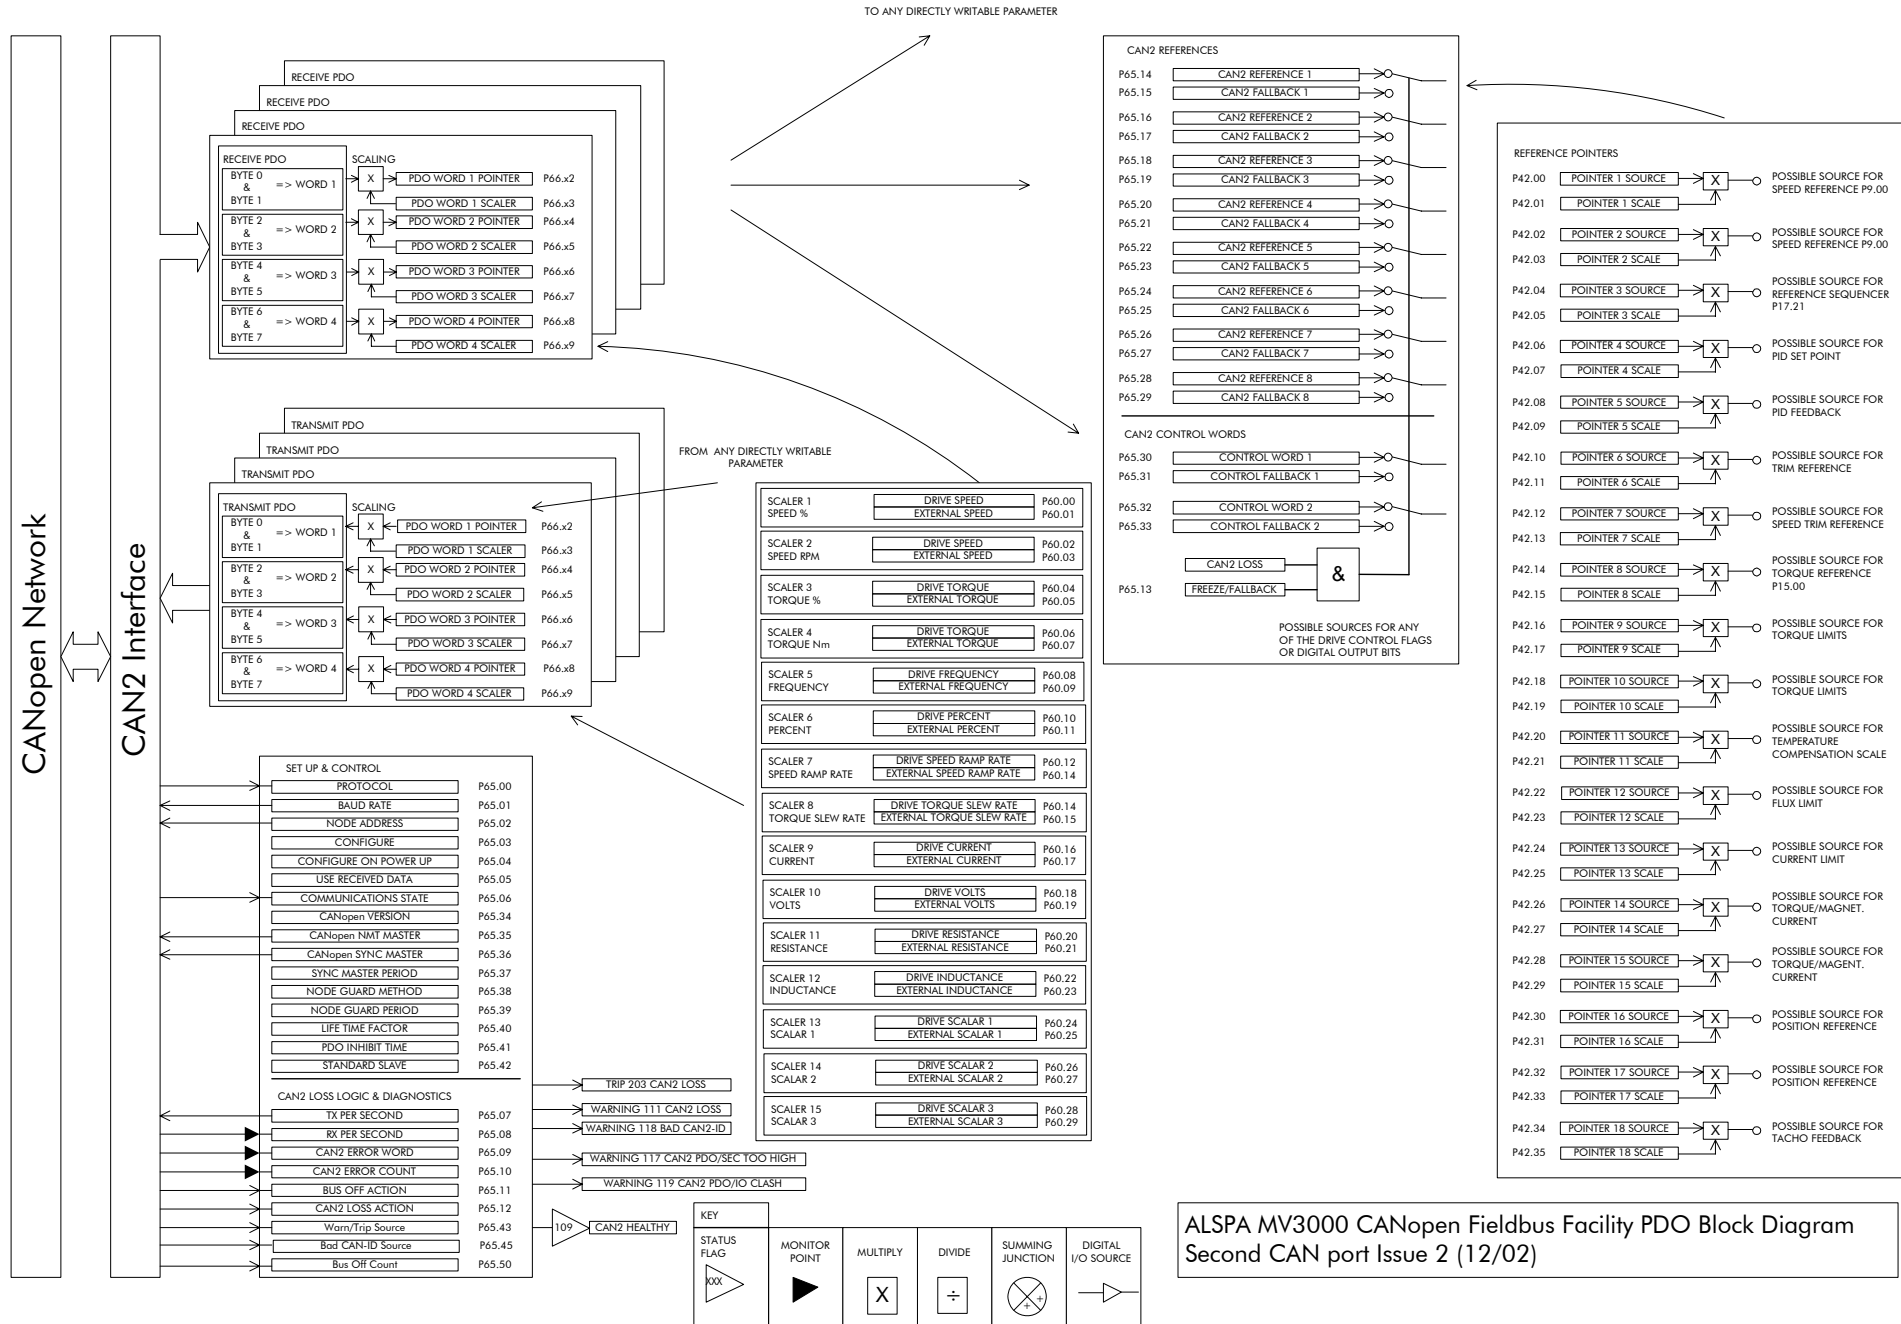 TO ANY DIRECTLY WRITABLE PARAMETER
CANopen Network
CAN2 Interface
RECEIVE PDO
RECEIVE PDO
RECEIVE PDO
RECEIVE PDO
SCALING
BYTE 0
&
BYTE 1
=> WORD 1
X
PDO WORD 1 POINTER P66.x2
PDO WORD 1 SCALER P66.x3
BYTE 2
&
BYTE 3
=> WORD 2
X
PDO WORD 2 POINTER P66.x4
PDO WORD 2 SCALER P66.x5
BYTE 4
&
BYTE 5
=> WORD 3
X
PDO WORD 3 POINTER P66.x6
PDO WORD 3 SCALER P66.x7
BYTE 6
&
BYTE 7
=> WORD 4
X
PDO WORD 4 POINTER P66.x8
PDO WORD 4 SCALER P66.x9
TRANSMIT PDO
TRANSMIT PDO
TRANSMIT PDO
TRANSMIT PDO
SCALING
BYTE 0
&
BYTE 1
=> WORD 1
X
PDO WORD 1 POINTER P66.x2
PDO WORD 1 SCALER P66.x3
BYTE 2
&
BYTE 3
=> WORD 2
X
PDO WORD 2 POINTER P66.x4
PDO WORD 2 SCALER P66.x5
BYTE 4
&
BYTE 5
=> WORD 3
X
PDO WORD 3 POINTER P66.x6
PDO WORD 3 SCALER P66.x7
BYTE 6
&
BYTE 7
=> WORD 4
X
PDO WORD 4 POINTER P66.x8
PDO WORD 4 SCALER P66.x9
FROM ANY DIRECTLY WRITABLE
PARAMETER
SET UP & CONTROL
PROTOCOL P65.00
BAUD RATE P65.01
NODE ADDRESS P65.02
CONFIGURE P65.03
CONFIGURE ON POWER UP P65.04
USE RECEIVED DATA P65.05
COMMUNICATIONS STATE P65.06
CANopen VERSION P65.34
CANopen NMT MASTER P65.35
CANopen SYNC MASTER P65.36
SYNC MASTER PERIOD P65.37
NODE GUARD METHOD P65.38
NODE GUARD PERIOD P65.39
LIFE TIME FACTOR P65.40
PDO INHIBIT TIME P65.41
STANDARD SLAVE P65.42
CAN2 LOSS LOGIC & DIAGNOSTICS
TX PER SECOND P65.07
RX PER SECOND P65.08
CAN2 ERROR WORD P65.09
CAN2 ERROR COUNT P65.10
BUS OFF ACTION P65.11
CAN2 LOSS ACTION P65.12
Warn/Trip Source P65.43
Bad CAN-ID Source P65.45
Bus Off Count P65.50
TRIP 203 CAN2 LOSS
WARNING 111 CAN2 LOSS
WARNING 118 BAD CAN2-ID
WARNING 117 CAN2 PDO/SEC TOO HIGH
WARNING 119 CAN2 PDO/IO CLASH
109 CAN2 HEALTHY
SCALER 1
SPEED %
DRIVE SPEED P60.00
EXTERNAL SPEED P60.01
SCALER 2
SPEED RPM
DRIVE SPEED P60.02
EXTERNAL SPEED P60.03
SCALER 3
TORQUE %
DRIVE TORQUE P60.04
EXTERNAL TORQUE P60.05
SCALER 4
TORQUE Nm
DRIVE TORQUE P60.06
EXTERNAL TORQUE P60.07
SCALER 5
FREQUENCY
DRIVE FREQUENCY P60.08
EXTERNAL FREQUENCY P60.09
SCALER 6
PERCENT
DRIVE PERCENT P60.10
EXTERNAL PERCENT P60.11
SCALER 7
SPEED RAMP RATE
DRIVE SPEED RAMP RATE P60.12
EXTERNAL SPEED RAMP RATE P60.14
SCALER 8
TORQUE SLEW RATE
DRIVE TORQUE SLEW RATE P60.14
EXTERNAL TORQUE SLEW RATE P60.15
SCALER 9
CURRENT
DRIVE CURRENT P60.16
EXTERNAL CURRENT P60.17
SCALER 10
VOLTS
DRIVE VOLTS P60.18
EXTERNAL VOLTS P60.19
SCALER 11
RESISTANCE
DRIVE RESISTANCE P60.20
EXTERNAL RESISTANCE P60.21
SCALER 12
INDUCTANCE
DRIVE INDUCTANCE P60.22
EXTERNAL INDUCTANCE P60.23
SCALER 13
SCALAR 1
DRIVE SCALAR 1 P60.24
EXTERNAL SCALAR 1 P60.25
SCALER 14
SCALAR 2
DRIVE SCALAR 2 P60.26
EXTERNAL SCALAR 2 P60.27
SCALER 15
SCALAR 3
DRIVE SCALAR 3 P60.28
EXTERNAL SCALAR 3 P60.29
CAN2 REFERENCES
P65.14 CAN2 REFERENCE 1
P65.15 CAN2 FALLBACK 1
P65.16 CAN2 REFERENCE 2
P65.17 CAN2 FALLBACK 2
P65.18 CAN2 REFERENCE 3
P65.19 CAN2 FALLBACK 3
P65.20 CAN2 REFERENCE 4
P65.21 CAN2 FALLBACK 4
P65.22 CAN2 REFERENCE 5
P65.23 CAN2 FALLBACK 5
P65.24 CAN2 REFERENCE 6
P65.25 CAN2 FALLBACK 6
P65.26 CAN2 REFERENCE 7
P65.27 CAN2 FALLBACK 7
P65.28 CAN2 REFERENCE 8
P65.29 CAN2 FALLBACK 8
CAN2 CONTROL WORDS
P65.30 CONTROL WORD 1
P65.31 CONTROL FALLBACK 1
P65.32 CONTROL WORD 2
P65.33 CONTROL FALLBACK 2
CAN2 LOSS
&
P65.13 FREEZE/FALLBACK
POSSIBLE SOURCES FOR ANY
OF THE DRIVE CONTROL FLAGS
OR DIGITAL OUTPUT BITS
REFERENCE POINTERS
P42.00 POINTER 1 SOURCE X
P42.01 POINTER 1 SCALE
POSSIBLE SOURCE FOR
SPEED REFERENCE P9.00
P42.02 POINTER 2 SOURCE X
P42.03 POINTER 2 SCALE
POSSIBLE SOURCE FOR
SPEED REFERENCE P9.00
P42.04 POINTER 3 SOURCE X
P42.05 POINTER 3 SCALE
POSSIBLE SOURCE FOR
REFERENCE SEQUENCER
P17.21
P42.06 POINTER 4 SOURCE X
P42.07 POINTER 4 SCALE
POSSIBLE SOURCE FOR
PID SET POINT
P42.08 POINTER 5 SOURCE X
P42.09 POINTER 5 SCALE
POSSIBLE SOURCE FOR
PID FEEDBACK
P42.10 POINTER 6 SOURCE X
P42.11 POINTER 6 SCALE
POSSIBLE SOURCE FOR
TRIM REFERENCE
P42.12 POINTER 7 SOURCE X
P42.13 POINTER 7 SCALE
POSSIBLE SOURCE FOR
SPEED TRIM REFERENCE
P42.14 POINTER 8 SOURCE X
P42.15 POINTER 8 SCALE
POSSIBLE SOURCE FOR
TORQUE REFERENCE
P15.00
P42.16 POINTER 9 SOURCE X
P42.17 POINTER 9 SCALE
POSSIBLE SOURCE FOR
TORQUE LIMITS
P42.18 POINTER 10 SOURCE X
P42.19 POINTER 10 SCALE
POSSIBLE SOURCE FOR
TORQUE LIMITS
P42.20 POINTER 11 SOURCE X
P42.21 POINTER 11 SCALE
POSSIBLE SOURCE FOR
TEMPERATURE
COMPENSATION SCALE
P42.22 POINTER 12 SOURCE X
P42.23 POINTER 12 SCALE
POSSIBLE SOURCE FOR
FLUX LIMIT
P42.24 POINTER 13 SOURCE X
P42.25 POINTER 13 SCALE
POSSIBLE SOURCE FOR
CURRENT LIMIT
P42.26 POINTER 14 SOURCE X
P42.27 POINTER 14 SCALE
POSSIBLE SOURCE FOR
TORQUE/MAGNET.
CURRENT
P42.28 POINTER 15 SOURCE X
P42.29 POINTER 15 SCALE
POSSIBLE SOURCE FOR
TORQUE/MAGENT.
CURRENT
P42.30 POINTER 16 SOURCE X
P42.31 POINTER 16 SCALE
POSSIBLE SOURCE FOR
POSITION REFERENCE
P42.32 POINTER 17 SOURCE X
P42.33 POINTER 17 SCALE
POSSIBLE SOURCE FOR
POSITION REFERENCE
P42.34 POINTER 18 SOURCE X
P42.35 POINTER 18 SCALE
POSSIBLE SOURCE FOR
TACHO FEEDBACK
KEY
STATUS
FLAG
XXX
MONITOR
POINT
MULTIPLY
X
DIVIDE
÷
SUMMING
JUNCTION
+
+
DIGITAL
I/O SOURCE
ALSPA MV3000 CANopen Fieldbus Facility PDO Block Diagram
Second CAN port Issue 2 (12/02)